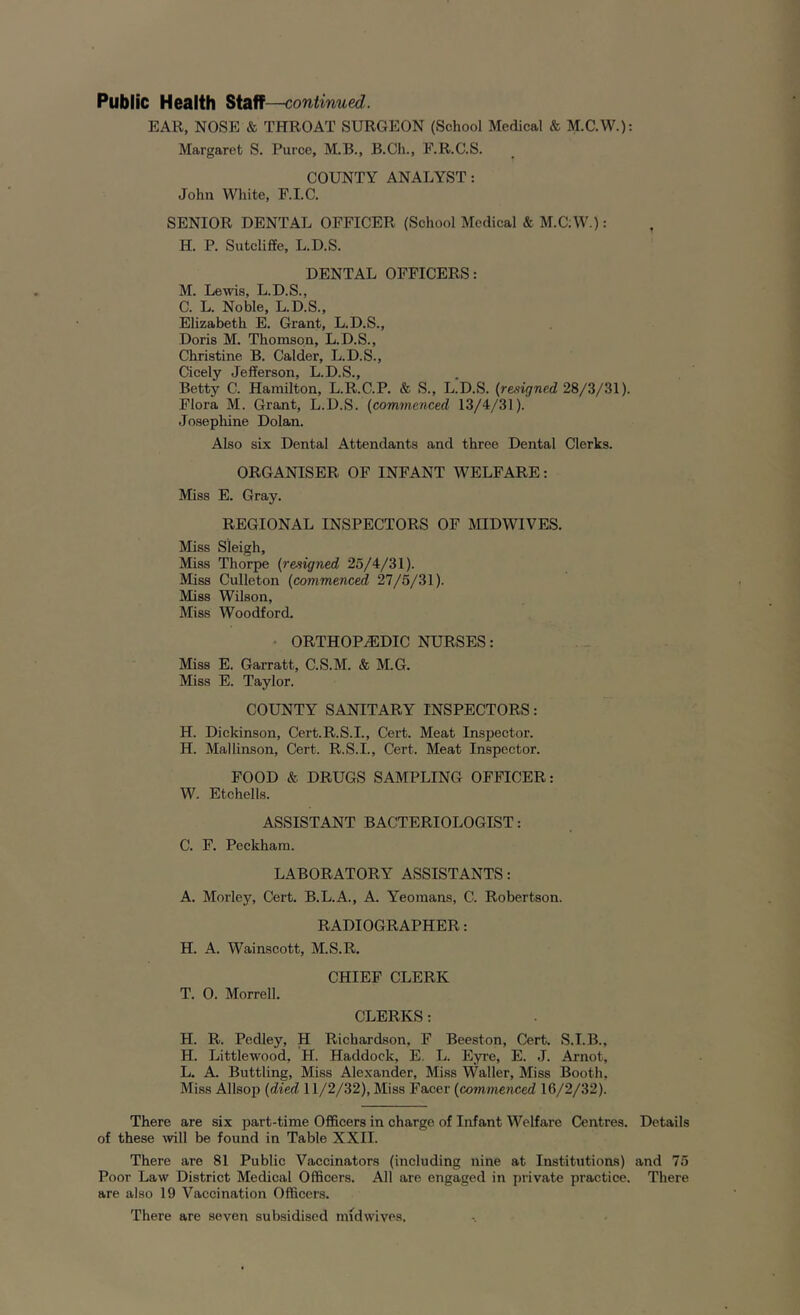 Public Health Staff—continued.
EAR, NOSE & THROAT SURGEON (School Medical & M.C.W.):
Margaret S. Purce, M.B., B.Ch., F.R.C.S.
COUNTY ANALYST:
John White, F.I.C.
SENIOR DENTAL OFFICER (School Medical & M.C.W.):
H. P. Sutcliffe, L.D.S.
DENTAL OFFICERS:
M. Lewis, L.D.S.,
C. L. Noble, L.D.S.,
Elizabeth E. Grant, L.D.S.,
Doris M. Thomson, L.D.S.,
Christine B. Calder, L.D.S.,
Cicely Jefferson, L.D.S.,
Betty C. Hamilton, L.R.C.P. & S., L.D.S. (resigned 28/3/31).
Flora M. Grant, L.D.S. (commenced 13/4/31).
Josephine Dolan.
Also six Dental Attendants and three Dental Clerks.
ORGANISER OF INFANT WELFARE:
Miss E. Gray.
REGIONAL INSPECTORS OF MIDWIVES.
Miss Sleigh,
Miss Thorpe (resigned 25/4/31).
Miss Culleton (commenced 27/5/31).
Miss Wilson,
Miss Woodford.
ORTHOPÆDIC NURSES:
Miss E. Garratt, C.S.M. & M.G.
Miss E. Taylor.
COUNTY SANITARY INSPECTORS:
H. Dickinson, Cert.R.S.I., Cert. Meat Inspector.
H. Mallinson, Cert. R.S.I., Cert. Meat Inspector.
FOOD & DRUGS SAMPLING OFFICER:
W. Etchells.
ASSISTANT BACTERIOLOGIST:
C. F. Peckham.
LABORATORY ASSISTANTS:
A. Morley, Cert. B.L.A., A. Yeomans, C. Robertson.
RADIOGRAPHER:
H. A. Wainscott, M.S.R.
CHIEF CLERK
T. O. Morrell.
CLERKS:
H. R. Pedley, H Richardson, F Beeston, Cert. S.I.B.,
H. Littlewood, H. Haddock, E. L. Eyre, E. J. Arnot,
L. A. Buttling, Miss Alexander, Miss Waller, Miss Booth,
Miss Allsop (died 11/2/32), Miss Facer (commenced 16/2/32).
There are six part-time Officers in charge of Infant Welfare Centres. Details
of these will be found in Table XXII.
There are 81 Public Vaccinators (including nine at Institutions) and 75
Poor Law District Medical Officers. All are engaged in private practice. There
are also 19 Vaccination Officers.
There are seven subsidised midwives.